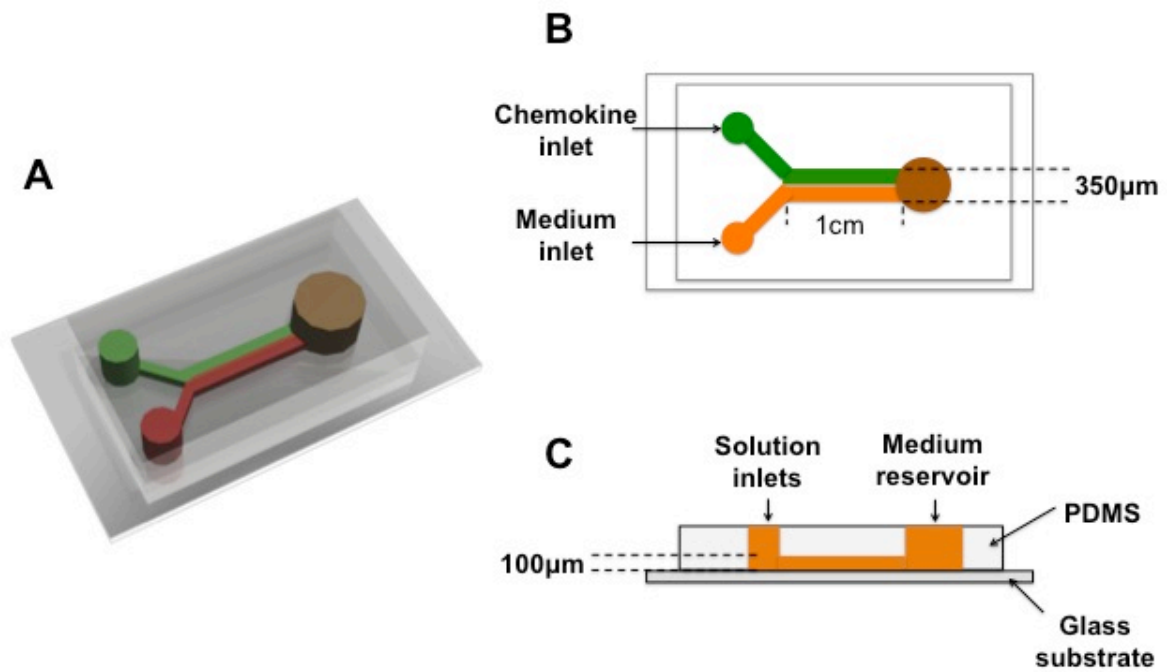 B
Chemokine
inlet
A
350µm
Medium
inlet
1cm
C
Solution
inlets
Medium
reservoir
PDMS
100µm
Glass
substrate